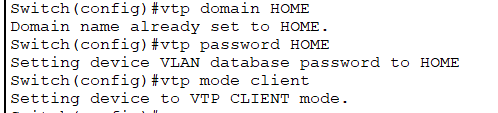 Switch(config)#vtp domain HOME
Domain name already set to HOME.
Switch(config)#vtp password HOME
Setting device VLAN database password to HOME
Switch(config)#vtp mode client
Setting device to VTP CLIENT mode.